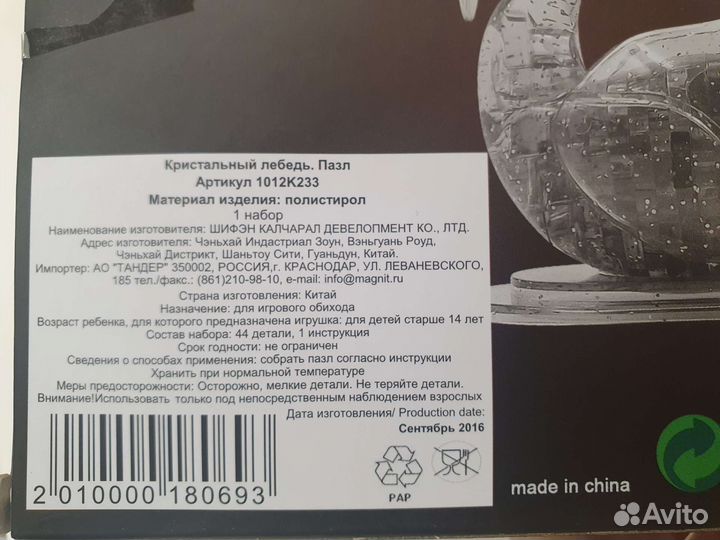 Кристальный лебедь. Пазл
Артикул 1012K233
Материал изделия: полистирол
1 набор
Наименование изготовителя: ШИФЭН КАЛЧАРАЛ ДЕВЕЛОПМЕНТ КО., ЛТД.
Адрес изготовителя: Чэньхай Индастриал Зоун, Вэньгуань Роуд,
Чэньхай Дистрикт, Шаньтоу Сити, Гуаньдун, Китай.
Импортер: АО "ТАНДЕР" 350002, РОССИЯ,г. КРАСНОДАР, УЛ. ЛЕВАНЕВСКОГО,
185 тел./факс.: (861)210-98-10, e-mail: info@magnit.ru
Страна изготовления: Китай
Назначение: для игрового обихода
Возраст ребенка, для которого предназначена игрушка: для детей старше 14 лет
Состав набора: 44 детали, 1 инструкция
Срок годности: не ограничен
Сведения о способах применения: собрать пазл согласно инструкции
Хранить при нормальной температуре
Меры предосторожности: Осторожно, мелкие детали. Не теряйте детали.
Внимание!Использовать только под непосредственным наблюдением взрослых
Дата изготовления/ Production date:
Сентябрь 2016
2 010000 180693
PAP
made in china
Avito